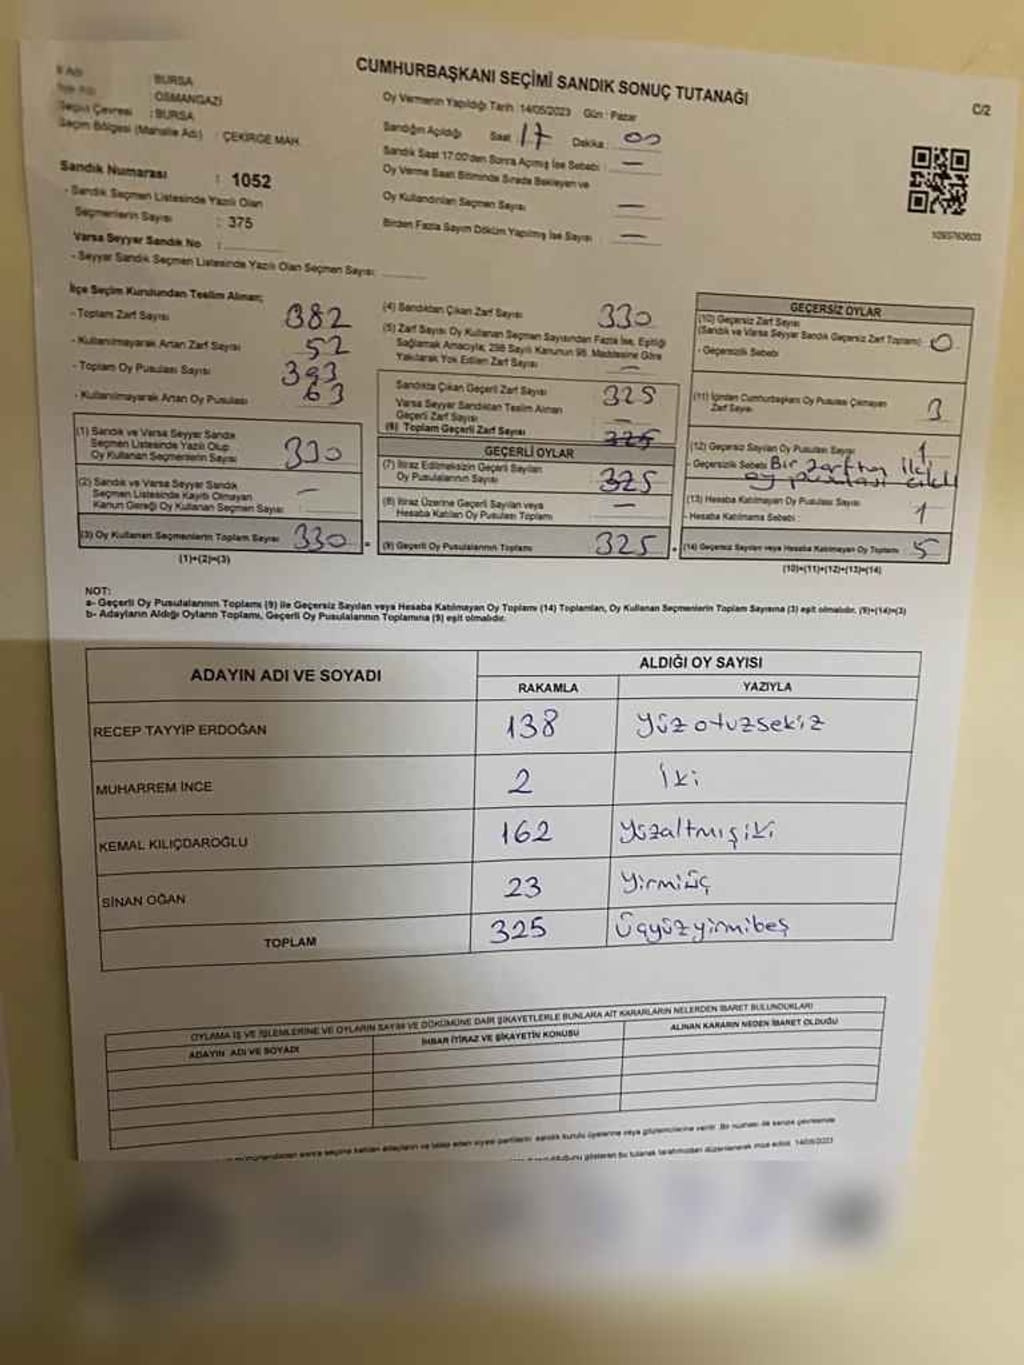 CUMHURBAŞKANI SEÇİMİ SANDIK SONUÇ TUTANAĞI
C/2
BURSA
OSMANGAZİ
Seçim Çevresi : BURSA
Seçim Bölgesi (Mahalle Adı) : ÇEKİRGE MAH.
Sandık Numarası : 1052
- Sandık Seçmen Listesinde Yazılı Olan
Seçmenlerin Sayısı : 375
Varsa Seyyar Sandık No :
- Seyyar Sandık Seçmen Listesinde Yazılı Olan Seçmen Sayısı:
Oy Vermenin Yapıldığı Tarih : 14/05/2023 Gün : Pazar
Sandığın Açıldığı Saat 17 Dakika : 00
Sandık Saat 17.00'den Sonra Açılmış İse Sebebi : —
Oy Verme Saati Bitiminde Sırada Bekleyen ve
Oy Kullandırılan Seçmen Sayısı —
Birden Fazla Sayım Döküm Yapılmış İse Sayısı —
İlçe Seçim Kurulundan Teslim Alınan;
- Toplam Zarf Sayısı 382
- Kullanılmayarak Artan Zarf Sayısı 52
- Toplam Oy Pusulası Sayısı 393
- Kullanılmayarak Artan Oy Pusulası 63
(1) Sandık ve Varsa Seyyar Sandık
Seçmen Listesinde Yazılı Olup
Oy Kullanan Seçmenlerin Sayısı 330
(2) Sandık ve Varsa Seyyar Sandık
Seçmen Listesinde Kayıtlı Olmayan
Kanun Gereği Oy Kullanan Seçmen Sayısı : —
(3) Oy Kullanan Seçmenlerin Toplam Sayısı 330 =
(1)+(2)=(3)
(4) Sandıktan Çıkan Zarf Sayısı 330
(5) Zarf Sayısı Oy Kullanan Seçmen Sayısından Fazla İse, Eşitliği
Sağlamak Amacıyla; 298 Sayılı Kanunun 98. Maddesine Göre
Yakılarak Yok Edilen Zarf Sayısı —
Sandıkta Çıkan Geçerli Zarf Sayısı 325
Varsa Seyyar Sandıktan Teslim Alınan
Geçerli Zarf Sayısı
(6) Toplam Geçerli Zarf Sayısı 325
GEÇERLİ OYLAR
(7) İtiraz Edilmeksizin Geçerli Sayılan
Oy Pusulalarının Sayısı 325
(8) İtiraz Üzerine Geçerli Sayılan veya
Hesaba Katılan Oy Pusulası Toplamı —
(9) Geçerli Oy Pusulalarının Toplamı 325 +
GEÇERSİZ OYLAR
(10) Geçersiz Zarf Sayısı
(Sandık ve Varsa Seyyar Sandık Geçersiz Zarf Toplamı) 0
- Geçersizlik Sebebi
(11) İçinden Cumhurbaşkanı Oy Pusulası Çıkmayan
Zarf Sayısı 3
(12) Geçersiz Sayılan Oy Pusulası Sayısı 1
- Geçersizlik Sebebi Bir zarftan iki
oy pusulası çıktı
(13) Hesaba Katılmayan Oy Pusulası Sayısı 1
- Hesaba Katılmama Sebebi
(14) Geçersiz Sayılan veya Hesaba Katılmayan Oy Toplamı 5
(10)+(11)+(12)+(13)=(14)
NOT:
a- Geçerli Oy Pusulalarının Toplamı (9) ile Geçersiz Sayılan veya Hesaba Katılmayan Oy Toplamı (14) Toplamları, Oy Kullanan Seçmenlerin Toplam Sayısına (3) eşit olmalıdır. (9)+(14)=(3)
b- Adayların Aldığı Oyların Toplamı, Geçerli Oy Pusulalarının Toplamına (9) eşit olmalıdır.
ADAYIN ADI VE SOYADI
ALDIĞI OY SAYISI
RAKAMLA YAZIYLA
RECEP TAYYİP ERDOĞAN 138 Yüz otuzsekiz
MUHARREM İNCE 2 İki
KEMAL KILIÇDAROĞLU 162 Yüzaltmışiki
SİNAN OĞAN 23 Yirmiüç
TOPLAM 325 Üçyüzyirmibeş
OYLAMA İŞ VE İŞLEMLERİNE VE OYLARIN SAYIM VE DÖKÜMÜNE DAİR ŞİKAYETLERLE BUNLARA AİT KARARLARIN NELERDEN İBARET BULUNDUKLARI
ADAYIN ADI VE SOYADI
İHBAR İTİRAZ VE ŞİKAYETİN KONUSU
ALINAN KARARIN NEDEN İBARET OLDUĞU